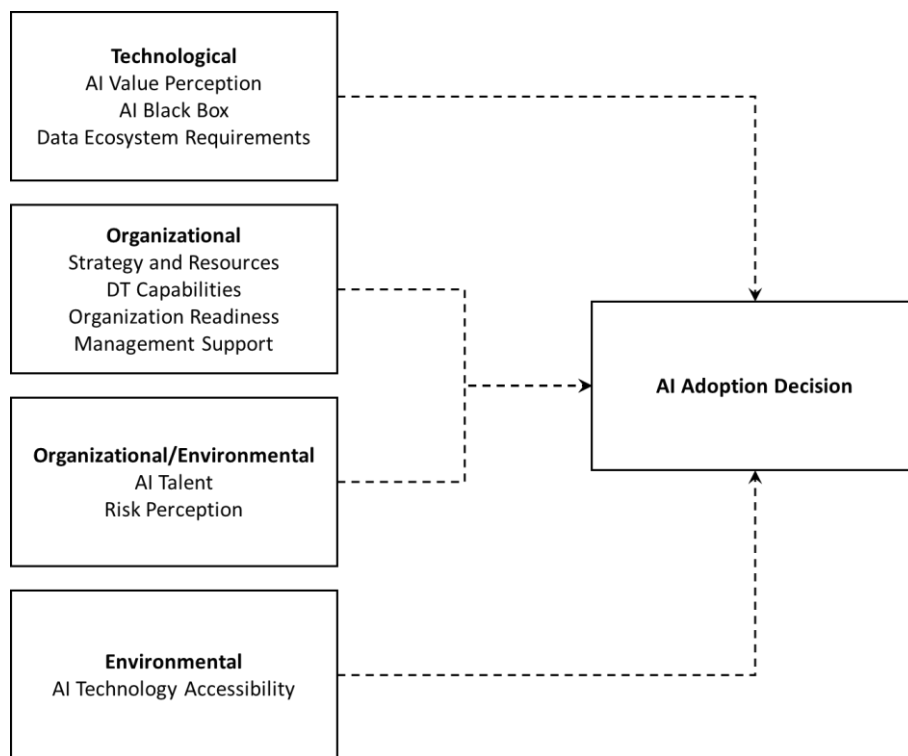 Technological
AI Value Perception
AI Black Box
Data Ecosystem Requirements
Organizational
Strategy and Resources
DT Capabilities
Organization Readiness
Management Support
Organizational/Environmental
AI Talent
Risk Perception
Environmental
AI Technology Accessibility
AI Adoption Decision